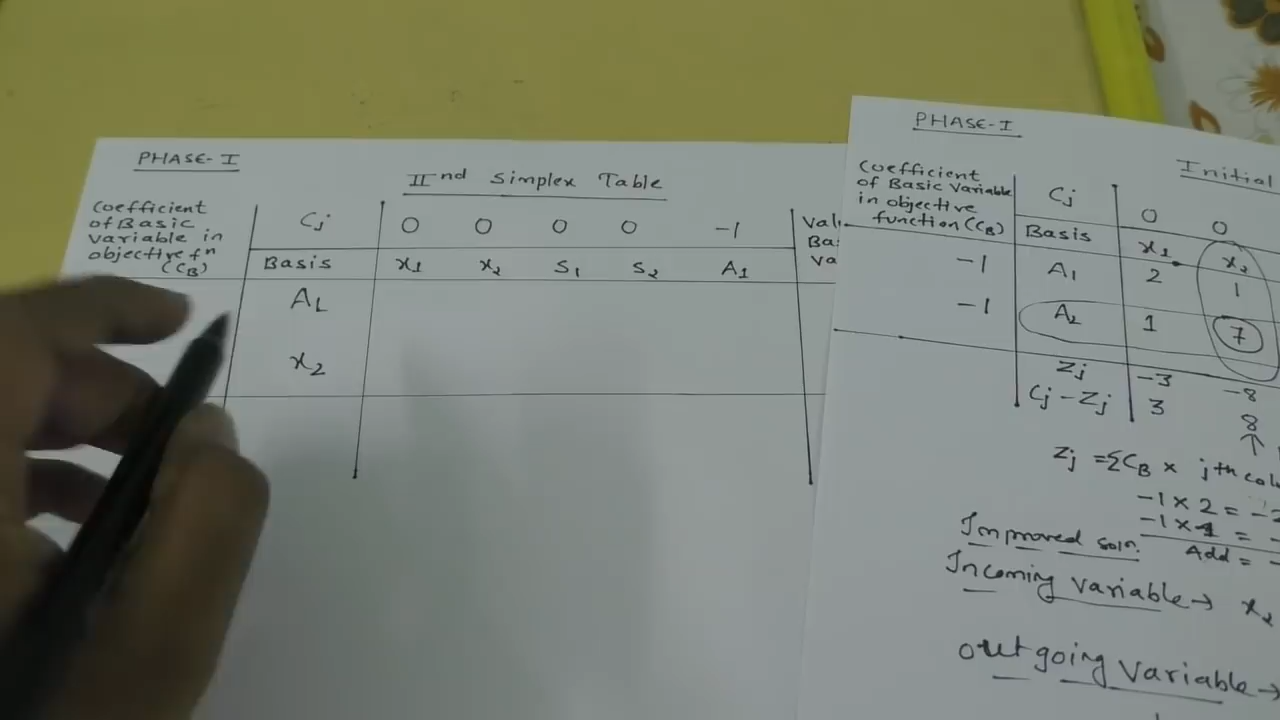 PHASE-I
IInd Simplex Table
Coefficient
of Basic
variable in
objective fn
(CB)
Cj 0 0 0 0 -1
Basis x1 x2 S1 S2 A1
A1
x2
PHASE-I
Initial
Coefficient
of Basic Variable
in objective
function (CB)
Cj 0 0
Basis x1 x2
-1 A1 2 1
-1 A2 1 7
Zj -3 -8
Cj-Zj 3 8
Zj = ΣCB × jth
-1×2 =
-1×1 =
Add =
Improved soln.
Incoming variable→ x2
outgoing variable→